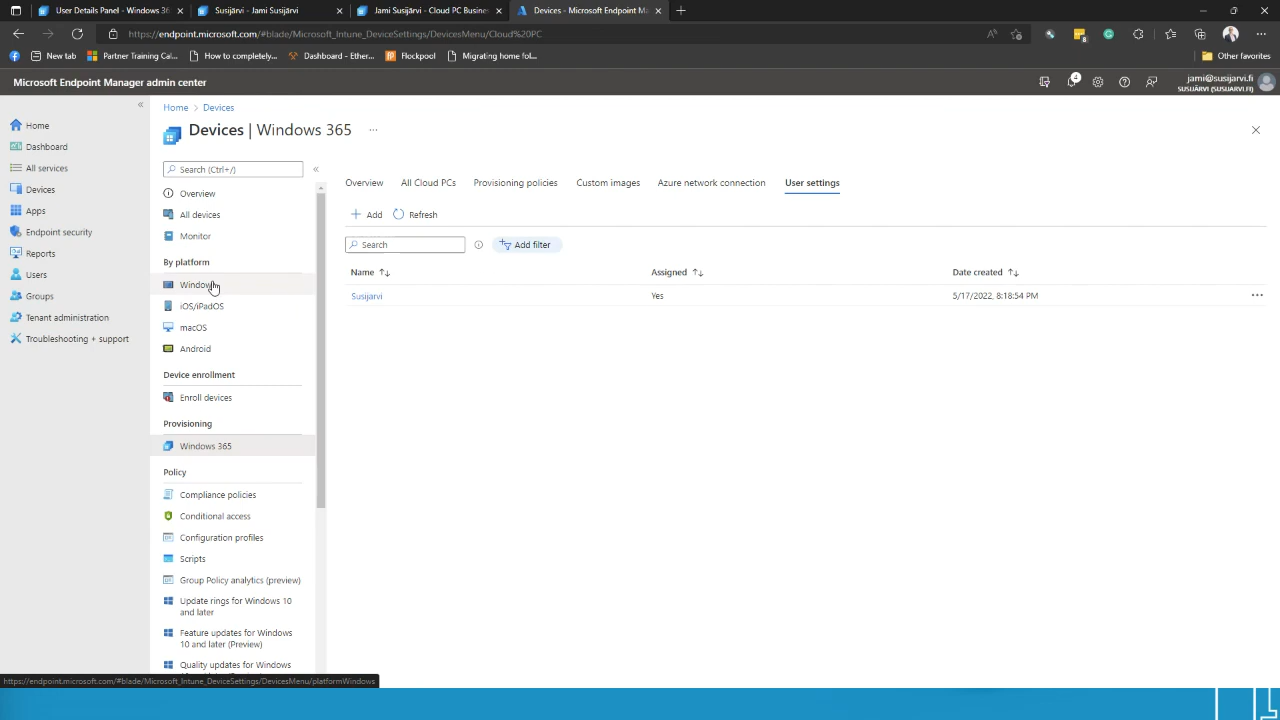 User Details Panel - Windows 36
Susijärvi - Jami Susijärvi
Jami Susijärvi - Cloud PC Busines
Devices - Microsoft Endpoint Ma
https://endpoint.microsoft.com/#blade/Microsoft_Intune_DeviceSettings/DevicesMenu/Cloud%20PC
New tab
Partner Training Cal...
How to completely...
Dashboard - Ether...
Flockpool
Migrating home fol...
Other favorites
Microsoft Endpoint Manager admin center
4
jami@susijarvi.fi
SUSIJÄRVI (SUSIJARVI.FI)
Home
Dashboard
All services
Devices
Apps
Endpoint security
Reports
Users
Groups
Tenant administration
Troubleshooting + support
Home > Devices
Devices | Windows 365 ...
Search (Ctrl+/)
Overview
All devices
Monitor
By platform
Windows
iOS/iPadOS
macOS
Android
Device enrollment
Enroll devices
Provisioning
Windows 365
Policy
Compliance policies
Conditional access
Configuration profiles
Scripts
Group Policy analytics (preview)
Update rings for Windows 10
and later
Feature updates for Windows
10 and later (Preview)
Quality updates for Windows
Overview
All Cloud PCs
Provisioning policies
Custom images
Azure network connection
User settings
Add
Refresh
Search
Add filter
Name
Assigned
Date created
Susijarvi
Yes
5/17/2022, 8:18:54 PM
https://endpoint.microsoft.com/#blade/Microsoft_Intune_DeviceSettings/DevicesMenu/platformWindows